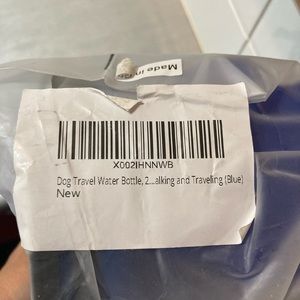 Made in
X002IHNNWB
Dog Travel Water Bottle, 2...alking and Travelling (Blue)
New